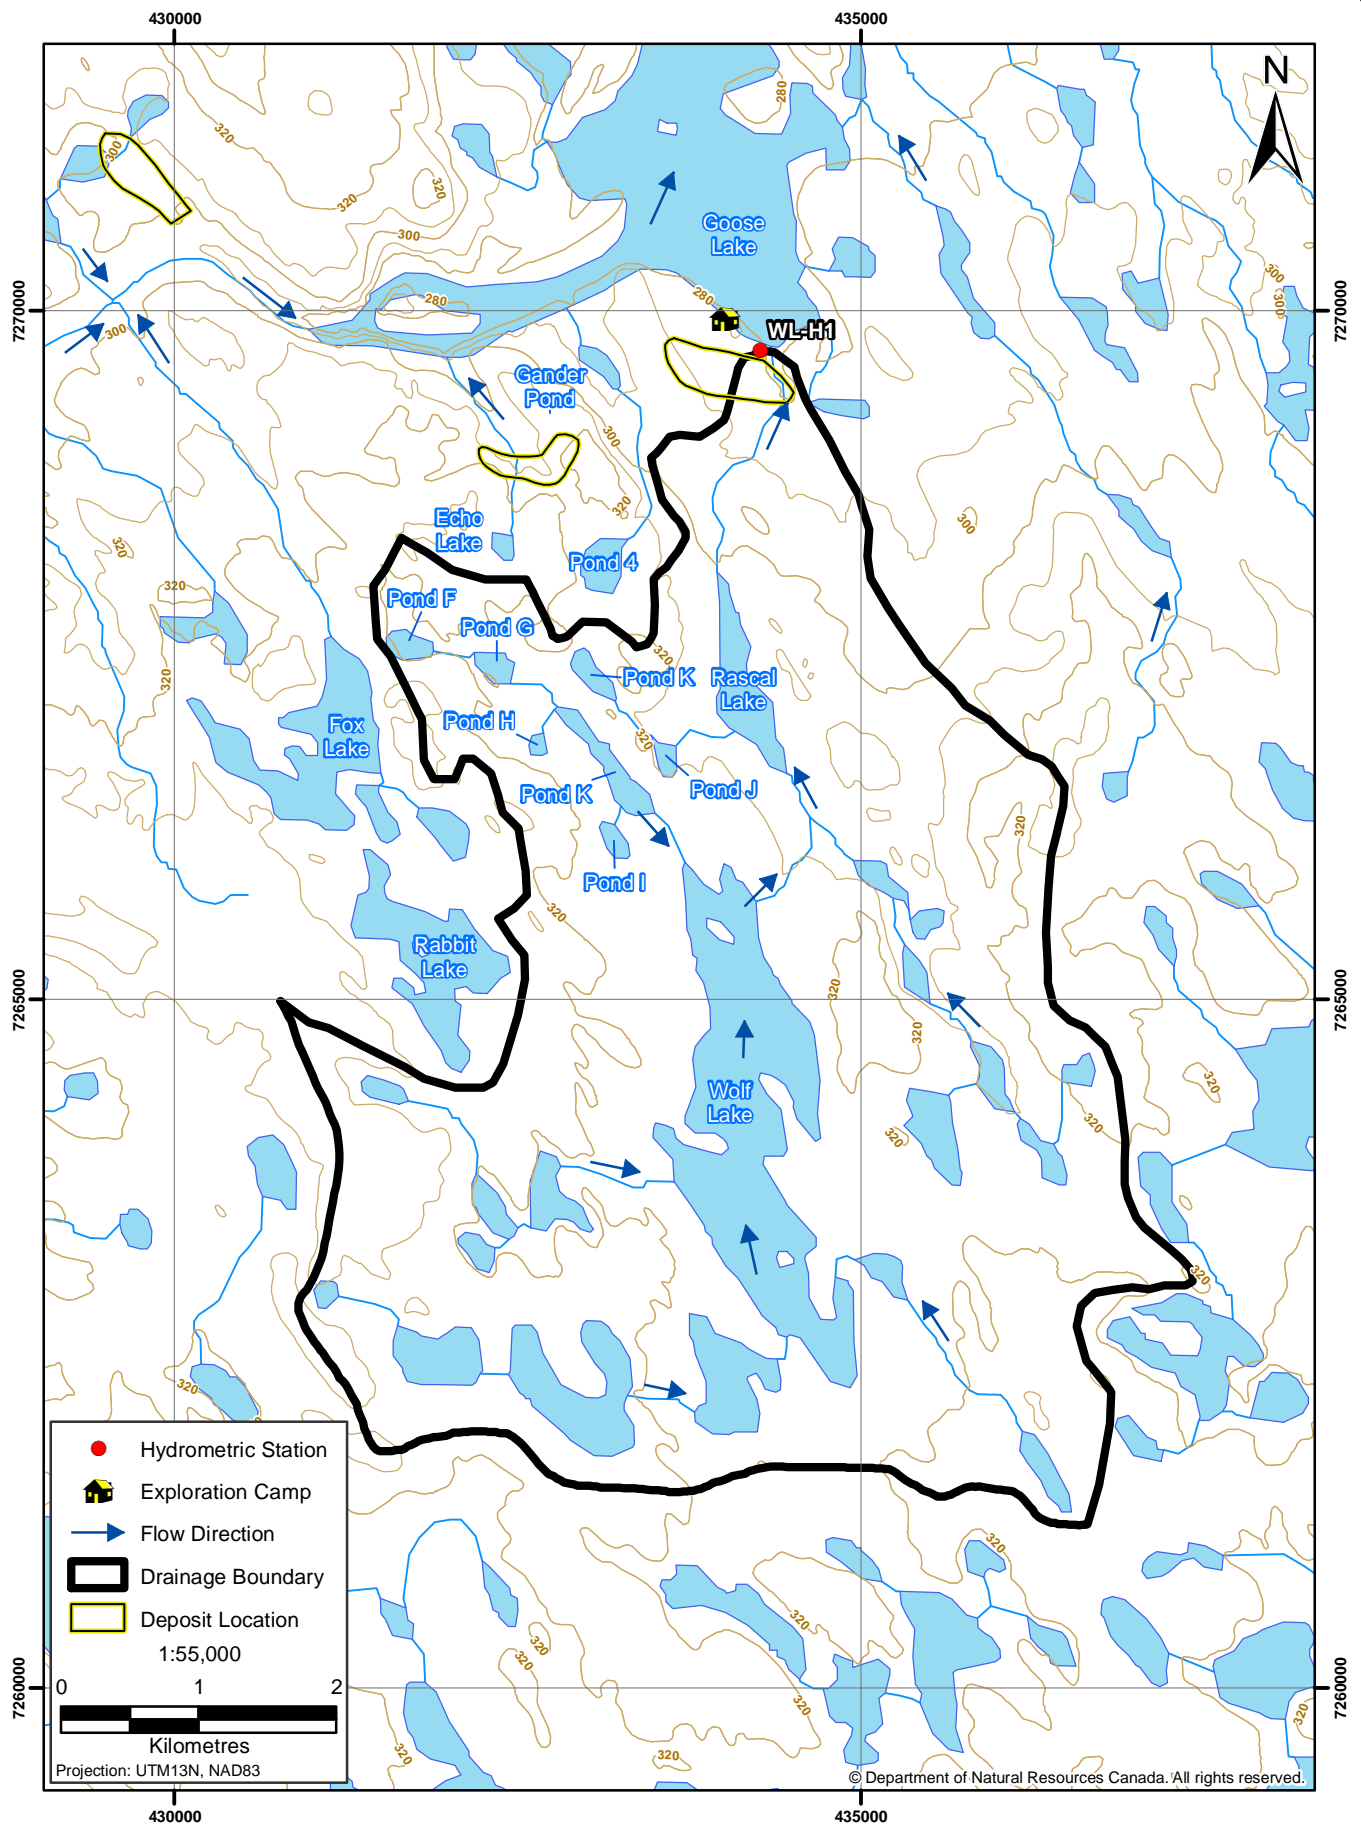 430000
435000
N
280
320
300
320
320
300
Goose
Lake
7270000
7270000
300
300
280
280
300
WL-H1
Gander
Pond
300
320
Echo
Lake
300
320
Pond 4
320
Pond F
Pond G
320
320
Pond K
Rascal
Lake
Pond H
Fox
Lake
320
Pond K
Pond J
320
Pond I
320
Rabbit
Lake
7265000
7265000
320
320
Wolf
Lake
320
320
320
320
320
Hydrometric Station
Exploration Camp
Flow Direction
Drainage Boundary
Deposit Location
1:55,000
0 1 2
Kilometres
Projection: UTM13N, NAD83
320
320
320
320
320
320
320
320
7260000
7260000
© Department of Natural Resources Canada. All rights reserved.
430000
435000